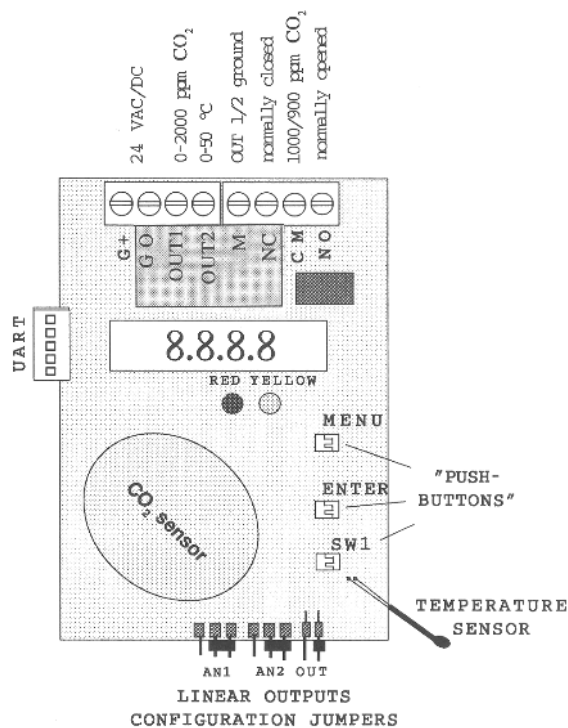 24 VAC/DC
0-2000 ppm CO2
0-50 °C
OUT 1/2 ground
normally closed
1000/900 ppm CO2
normally opened
G+
G O
OUT1
OUT2
M
NC
C M
N O
UART
8.8.8.8
RED YELLOW
MENU
"PUSH-
BUTTONS"
ENTER
CO2 sensor
SW1
TEMPERATURE
SENSOR
AN1 AN2 OUT
LINEAR OUTPUTS
CONFIGURATION JUMPERS